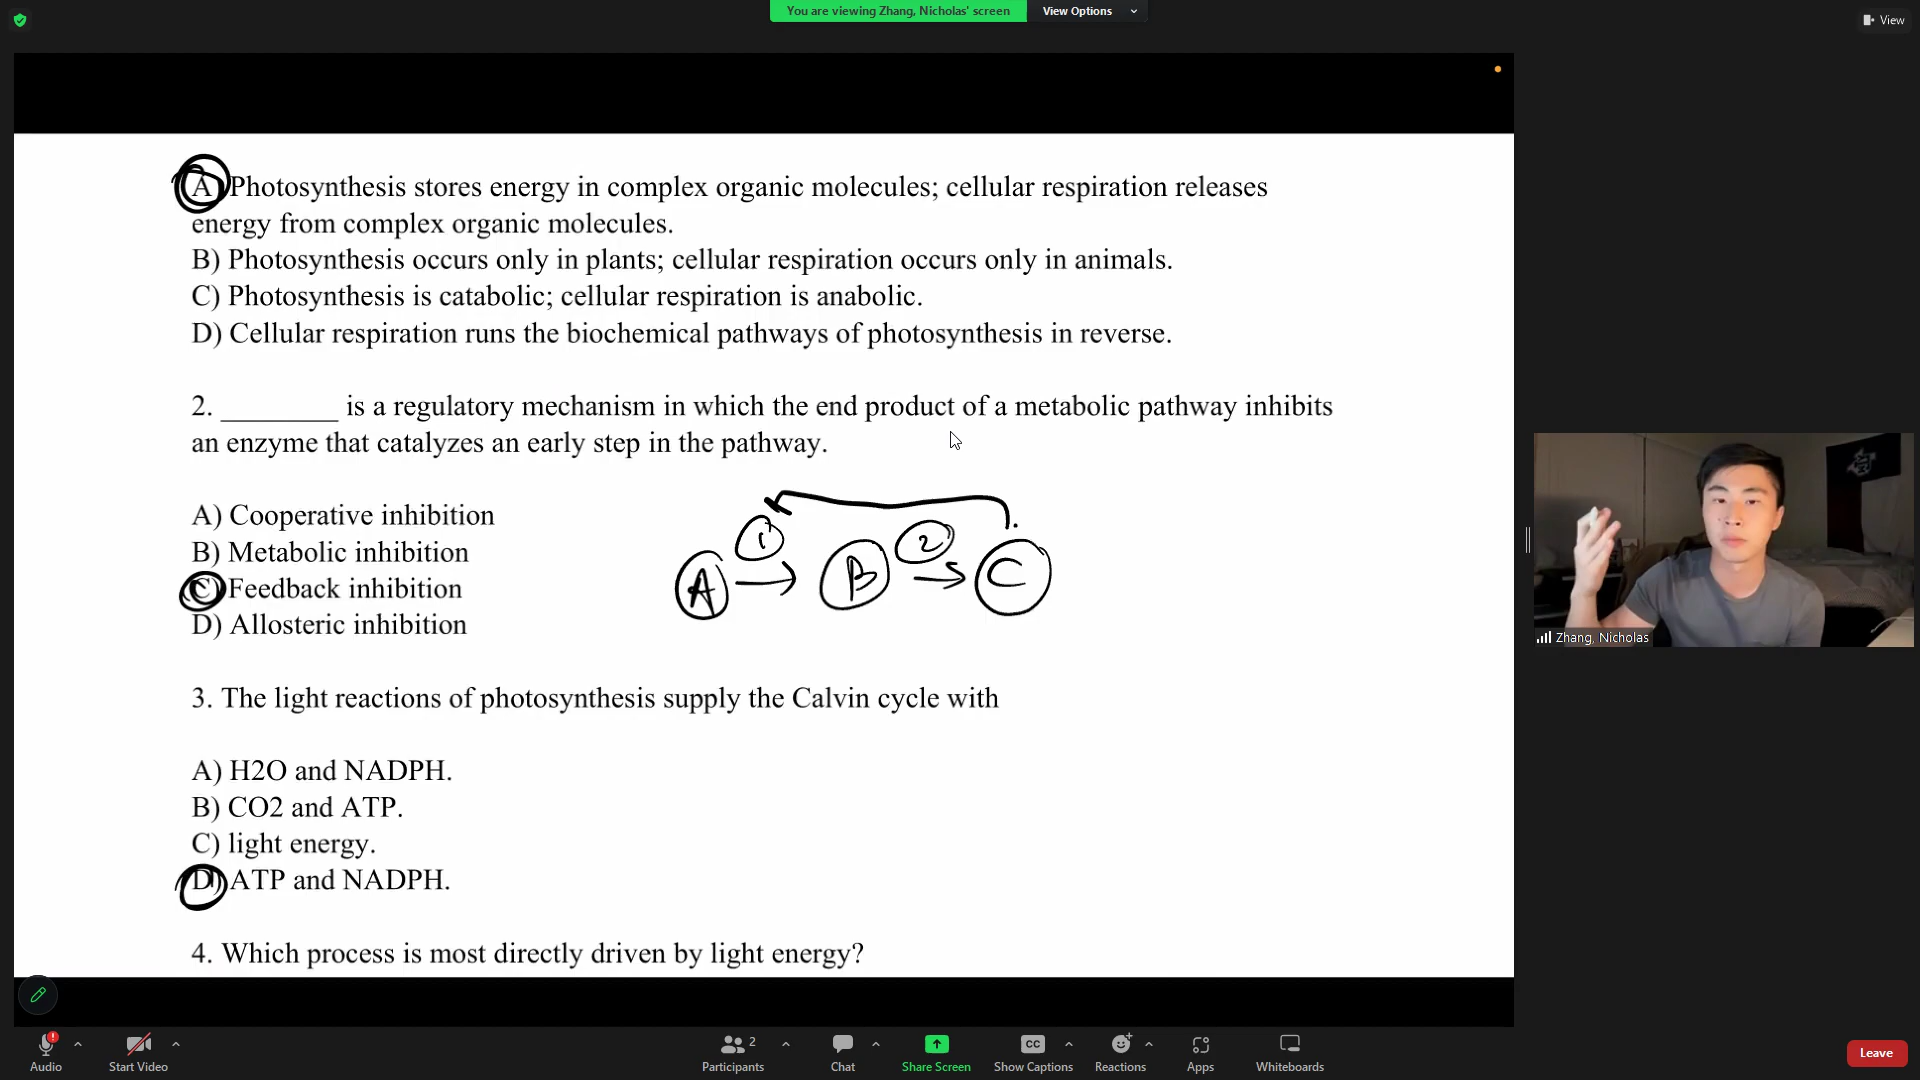 You are viewing Zhang, Nicholas' screen
View Options
View
A) Photosynthesis stores energy in complex organic molecules; cellular respiration releases
energy from complex organic molecules.
B) Photosynthesis occurs only in plants; cellular respiration occurs only in animals.
C) Photosynthesis is catabolic; cellular respiration is anabolic.
D) Cellular respiration runs the biochemical pathways of photosynthesis in reverse.
2. ________ is a regulatory mechanism in which the end product of a metabolic pathway inhibits
an enzyme that catalyzes an early step in the pathway.
A) Cooperative inhibition
B) Metabolic inhibition
C) Feedback inhibition
D) Allosteric inhibition
1 2
A B C
Zhang, Nicholas
3. The light reactions of photosynthesis supply the Calvin cycle with
A) H2O and NADPH.
B) CO2 and ATP.
C) light energy.
D) ATP and NADPH.
4. Which process is most directly driven by light energy?
Audio
Start Video
2
Participants
Chat
Share Screen
CC
Show Captions
Reactions
Apps
Whiteboards
Leave